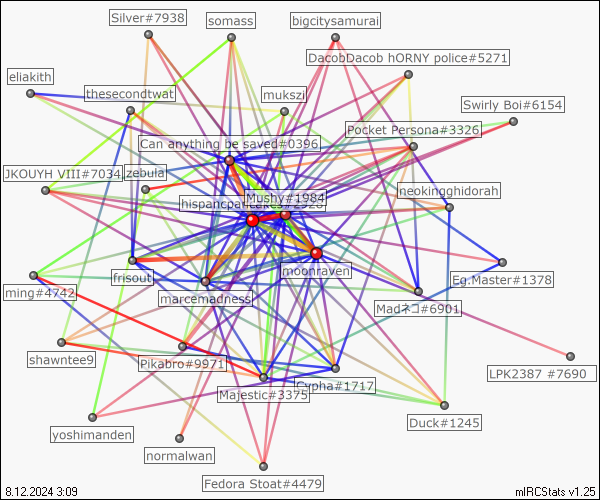 Silver#7938
somass
bigcitysamurai
DacobDacob hORNY police#5271
eliakith
thesecondtwat
mukszi
Swirly Boi#6154
Pocket Persona#3326
Can anything be saved#0396
JKOUYH VIII#7034
zebula
neokingghidorah
Mushy#1984
moonraven
frisout
Eg.Master#1378
ming#4742
marcemadness
Madネコ#6901
shawntee9
Pikabro#9971
LPK2387 #7690
Majestic#3375
Cypha#1717
Duck#1245
yoshimanden
normalwan
Fedora Stoat#4479
8.12.2024 3:09
mIRCStats v1.25